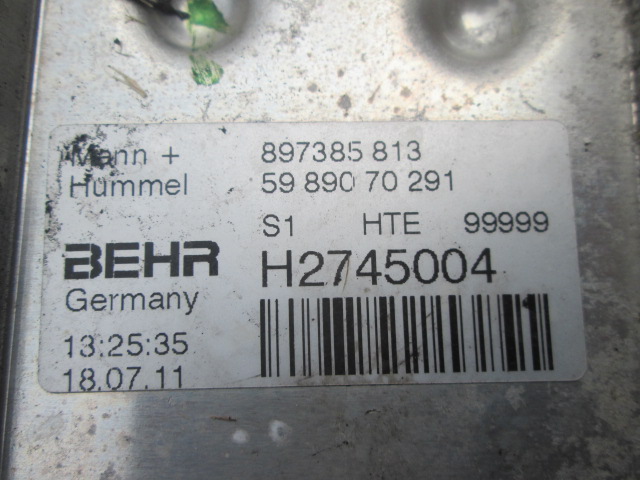 Mann + 897385 813
Hummel 59 890 70 291
S1 HTE 99999
BEHR H2745004
Germany
13:25:35
18.07.11